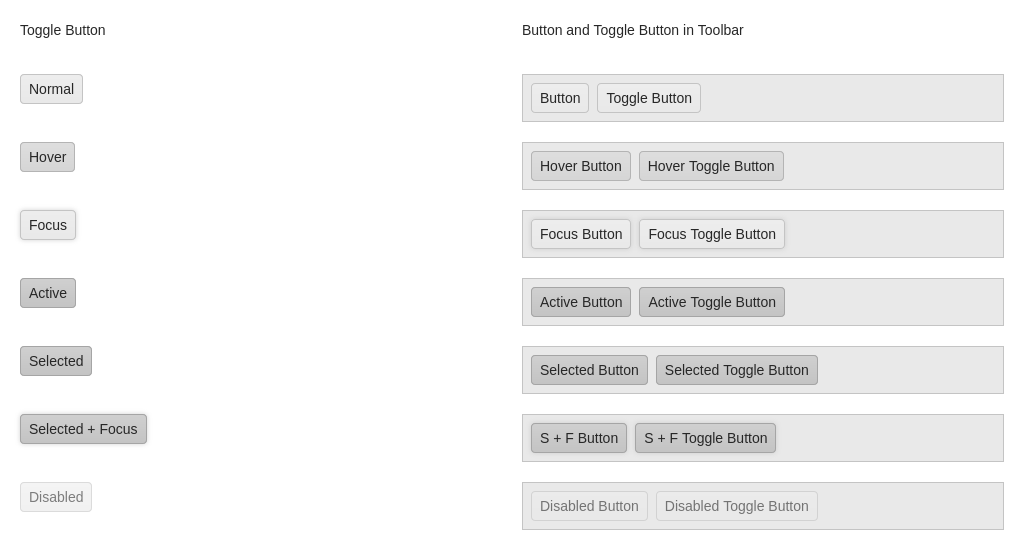 Toggle Button
Button and Toggle Button in Toolbar
Normal
Button Toggle Button
Hover
Hover Button Hover Toggle Button
Focus
Focus Button Focus Toggle Button
Active
Active Button Active Toggle Button
Selected
Selected Button Selected Toggle Button
Selected + Focus
S + F Button S + F Toggle Button
Disabled
Disabled Button Disabled Toggle Button